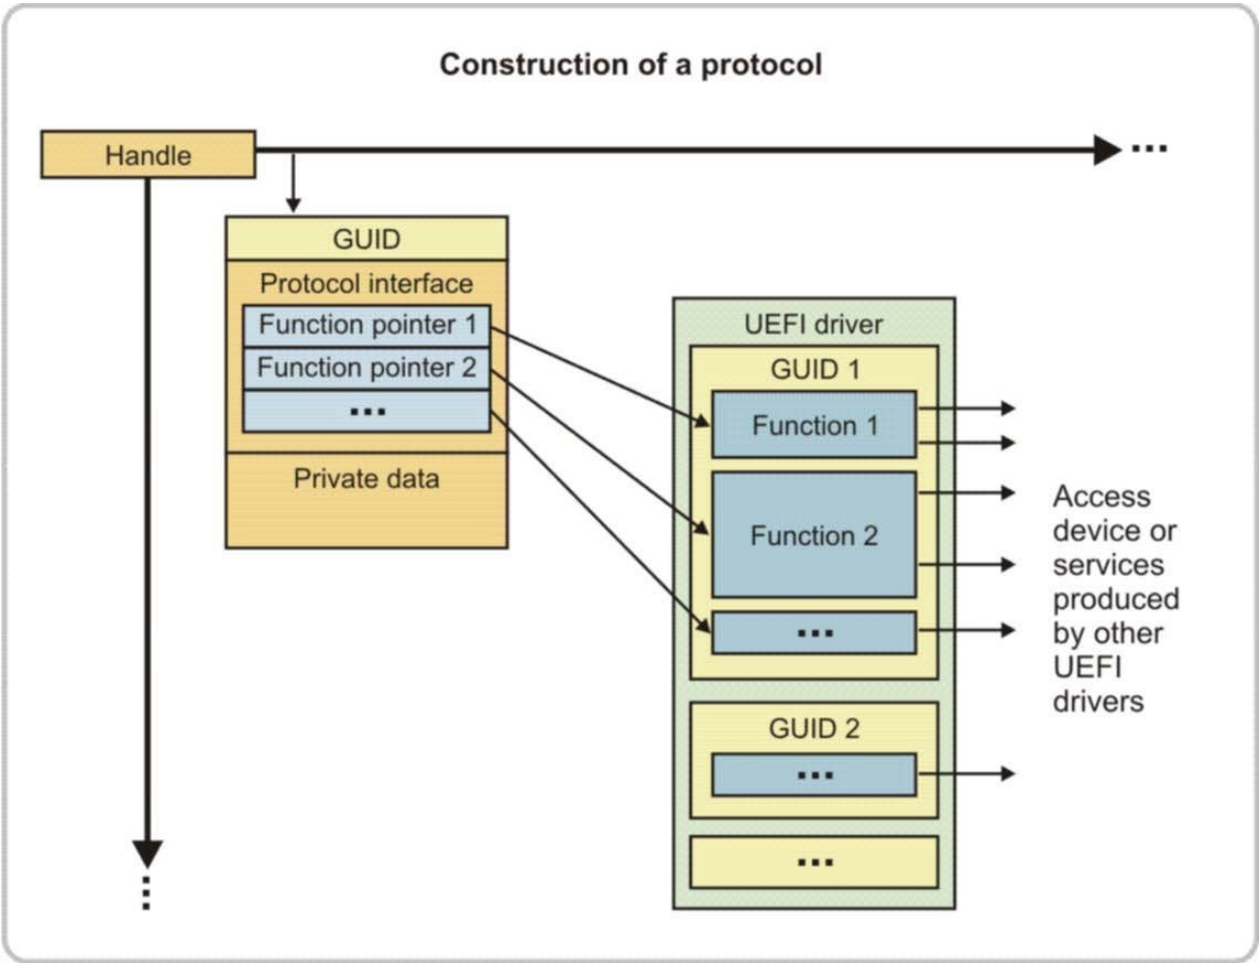 Construction of a protocol
Handle
...
GUID
Protocol interface
Function pointer 1
Function pointer 2
...
Private data
UEFI driver
GUID 1
Function 1
Function 2
...
GUID 2
...
...
Access
device or
services
produced
by other
UEFI
drivers
...